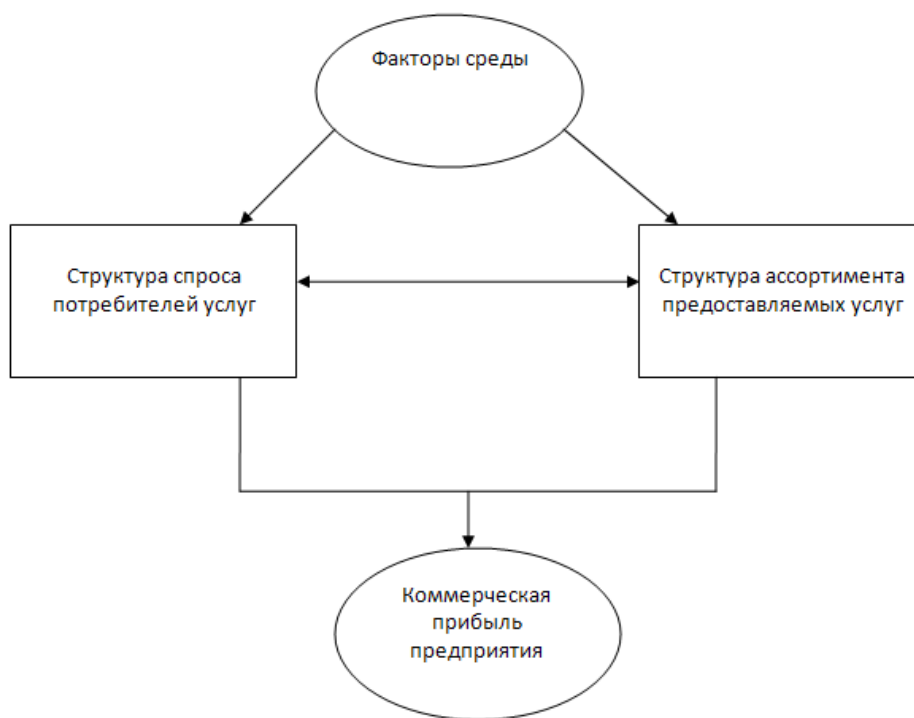 Факторы среды
Структура спроса
потребителей услуг
Структура ассортимента
предоставляемых услуг
Коммерческая
прибыль
предприятия